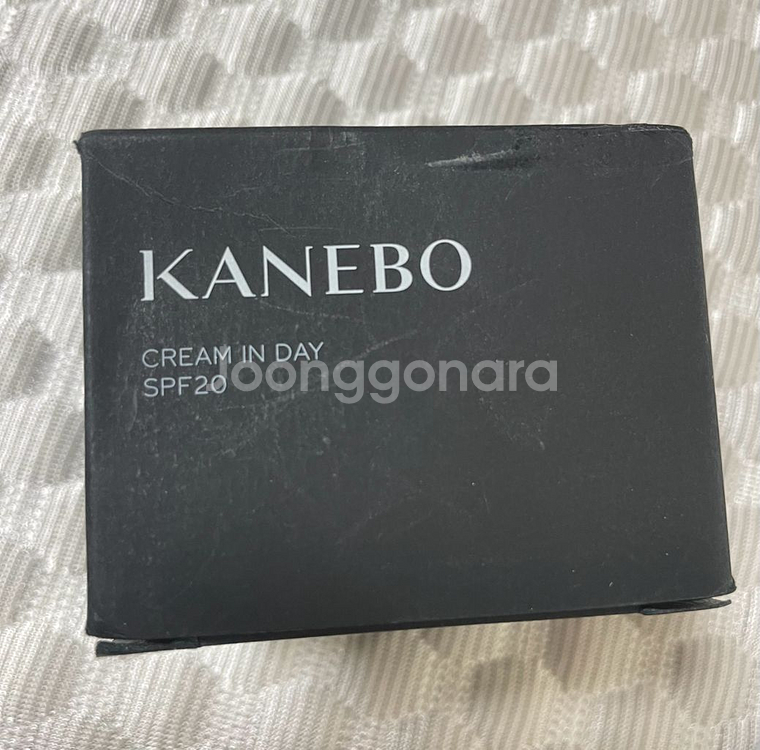 KANEBO
CREAM IN DAY
SPF20
joonggonara